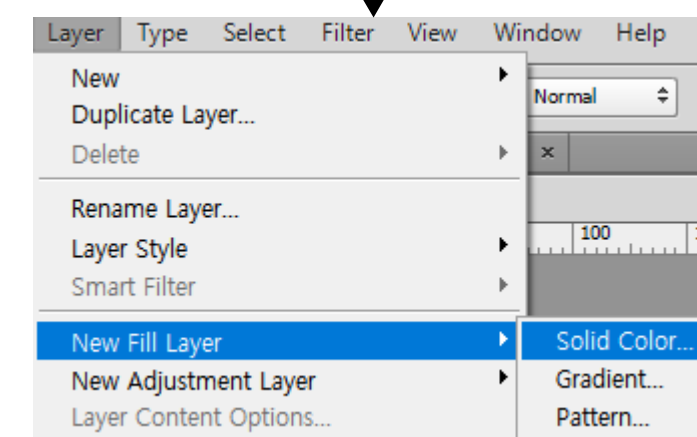 Layer Type Select Filter View Window Help
New
Normal
Duplicate Layer...
Delete
Rename Layer...
100
Layer Style
Smart Filter
New Fill Layer
Solid Color...
New Adjustment Layer
Gradient...
Layer Content Options...
Pattern...